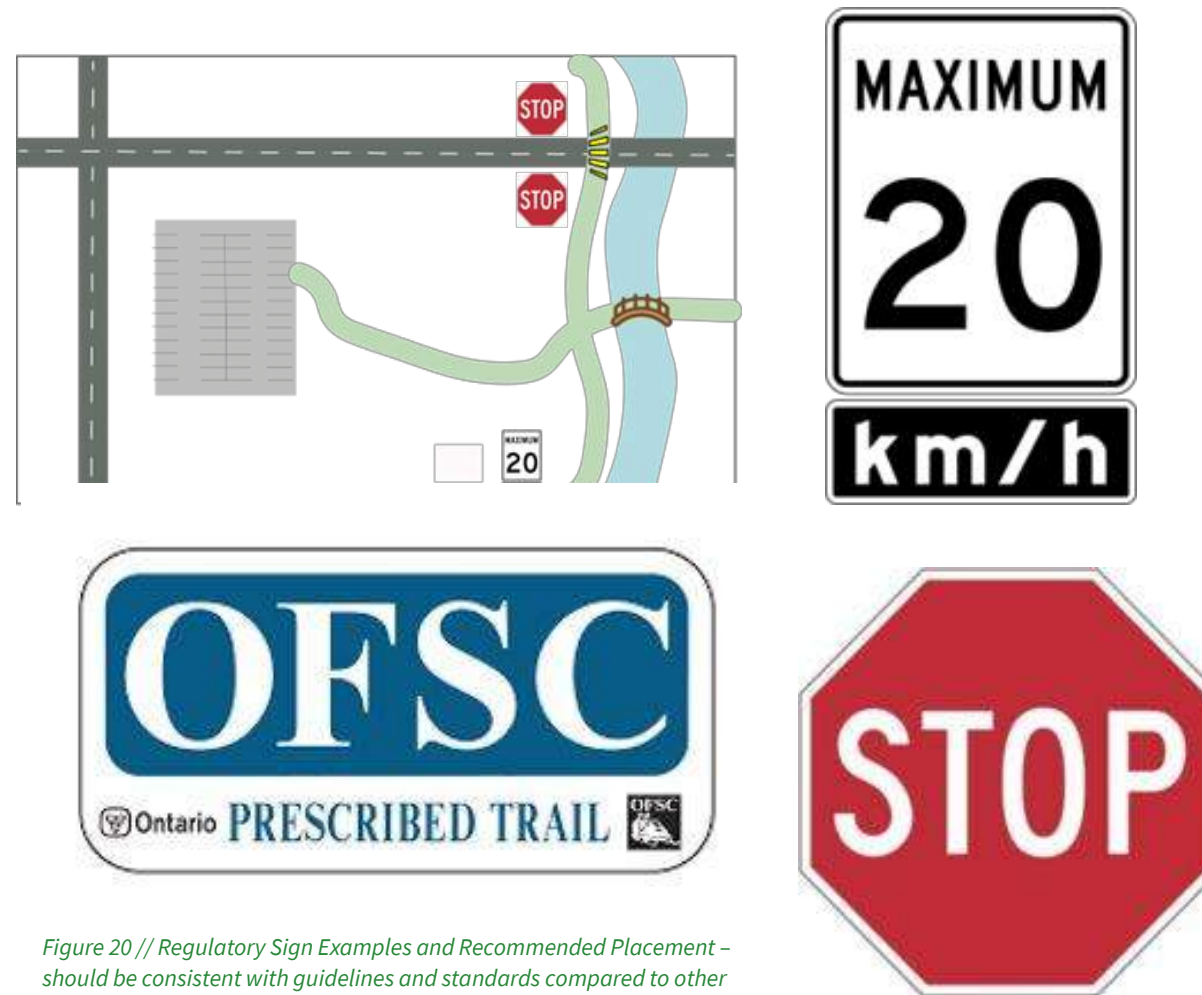 STOP
STOP
MAXIMUM
20
MAXIMUM
20
km/h
OFSC
Ontario PRESCRIBED TRAIL OFSC
STOP
Figure 20 // Regulatory Sign Examples and Recommended Placement –
should be consistent with guidelines and standards compared to other